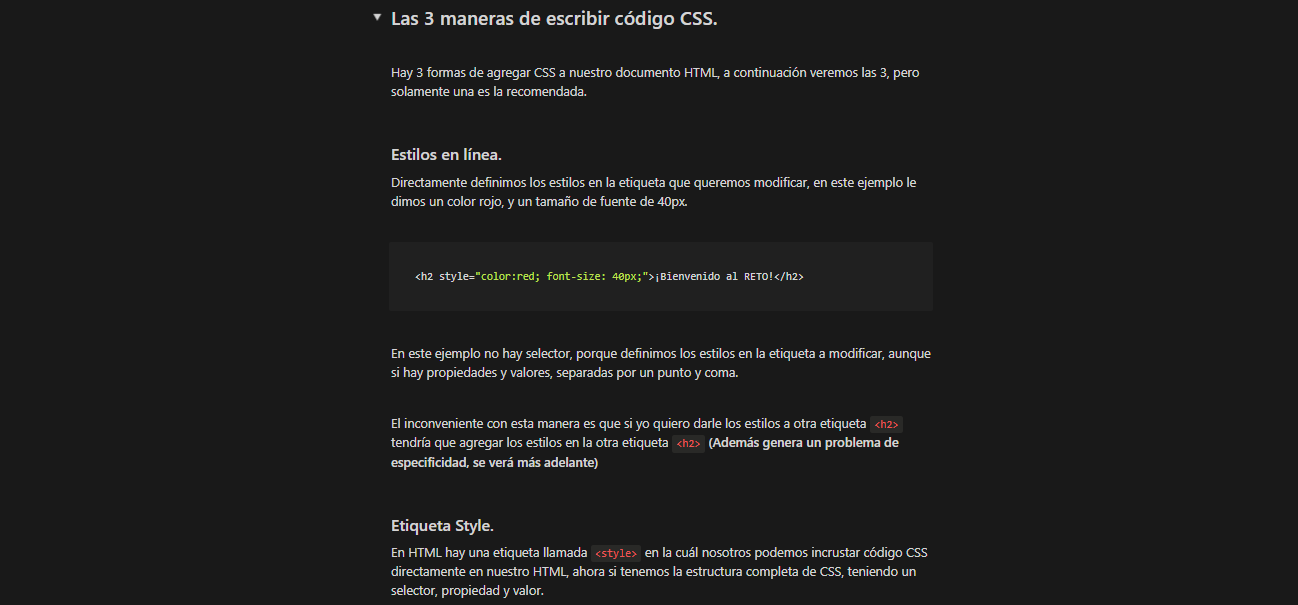 Las 3 maneras de escribir código CSS.
Hay 3 formas de agregar CSS a nuestro documento HTML, a continuación veremos las 3, pero
solamente una es la recomendada.
Estilos en línea.
Directamente definimos los estilos en la etiqueta que queremos modificar, en este ejemplo le
dimos un color rojo, y un tamaño de fuente de 40px.
<h2 style="color:red; font-size: 40px;">¡Bienvenido al RETO!</h2>
En este ejemplo no hay selector, porque definimos los estilos en la etiqueta a modificar, aunque
si hay propiedades y valores, separadas por un punto y coma.
El inconveniente con esta manera es que si yo quiero darle los estilos a otra etiqueta <h2>
tendría que agregar los estilos en la otra etiqueta <h2> (Además genera un problema de
especificidad, se verá más adelante)
Etiqueta Style.
En HTML hay una etiqueta llamada <style> en la cuál nosotros podemos incrustar código CSS
directamente en nuestro HTML, ahora si tenemos la estructura completa de CSS, teniendo un
selector, propiedad y valor.